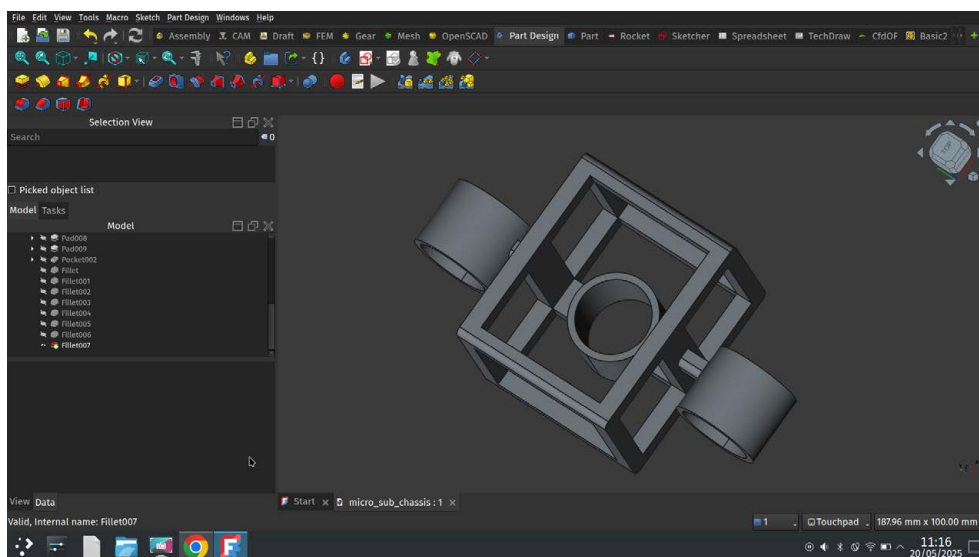 File Edit View Tools Macro Sketch Part Design Windows Help
Assembly CAM Draft FEM Gear Mesh OpenSCAD Part Design Part Rocket Sketcher Spreadsheet TechDraw CfdOF Basic2
Selection View
Search
0
Picked object list
Model Tasks
Model
Pad008
Pad009
Pocket002
Fillet
Fillet001
Fillet002
Fillet003
Fillet004
Fillet005
Fillet006
Fillet007
TOP
View Data
Start micro_sub_chassis : 1
Valid, Internal name: Fillet007
1 Touchpad 187.96 mm x 100.00 mm
11:16
20/05/2025